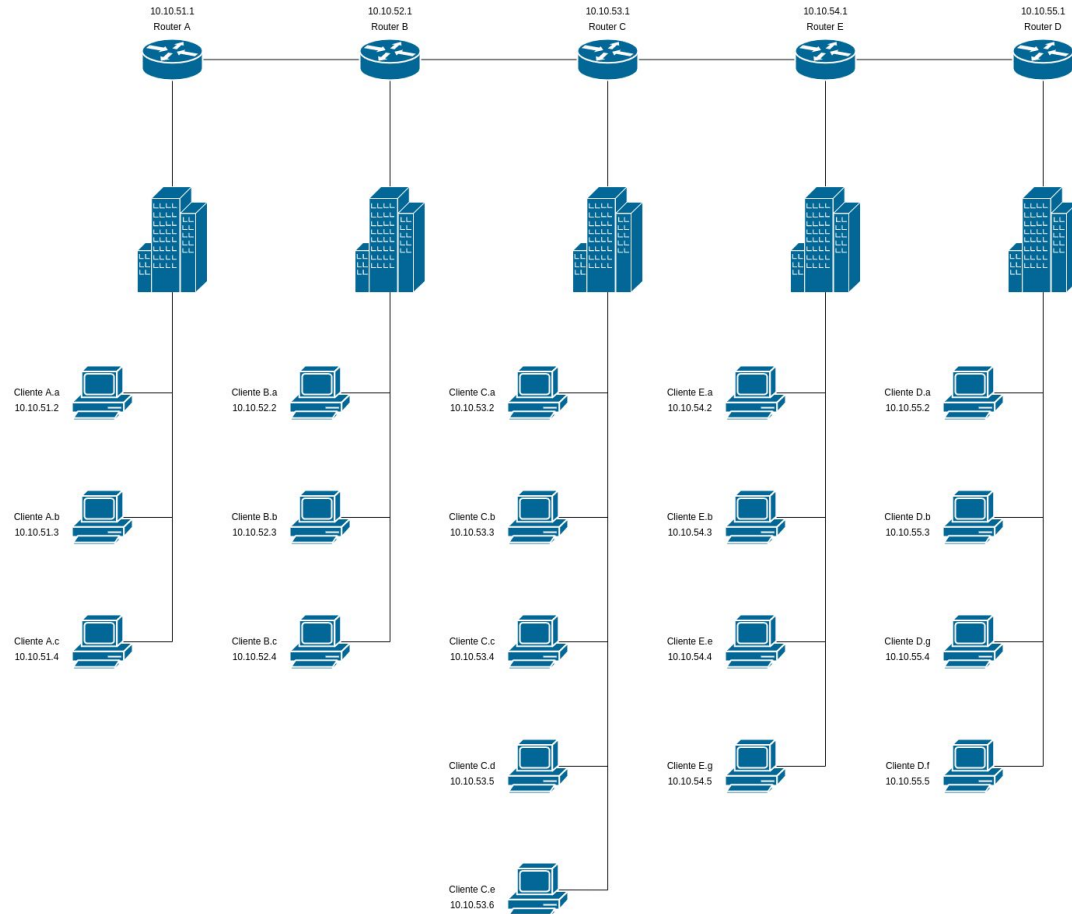 10.10.51.1
Router A
10.10.52.1
Router B
10.10.53.1
Router C
10.10.54.1
Router E
10.10.55.1
Router D
Cliente A.a
10.10.51.2
Cliente B.a
10.10.52.2
Cliente C.a
10.10.53.2
Cliente E.a
10.10.54.2
Cliente D.a
10.10.55.2
Cliente A.b
10.10.51.3
Cliente B.b
10.10.52.3
Cliente C.b
10.10.53.3
Cliente E.b
10.10.54.3
Cliente D.b
10.10.55.3
Cliente A.c
10.10.51.4
Cliente B.c
10.10.52.4
Cliente C.c
10.10.53.4
Cliente E.e
10.10.54.4
Cliente D.g
10.10.55.4
Cliente C.d
10.10.53.5
Cliente E.g
10.10.54.5
Cliente D.f
10.10.55.5
Cliente C.e
10.10.53.6